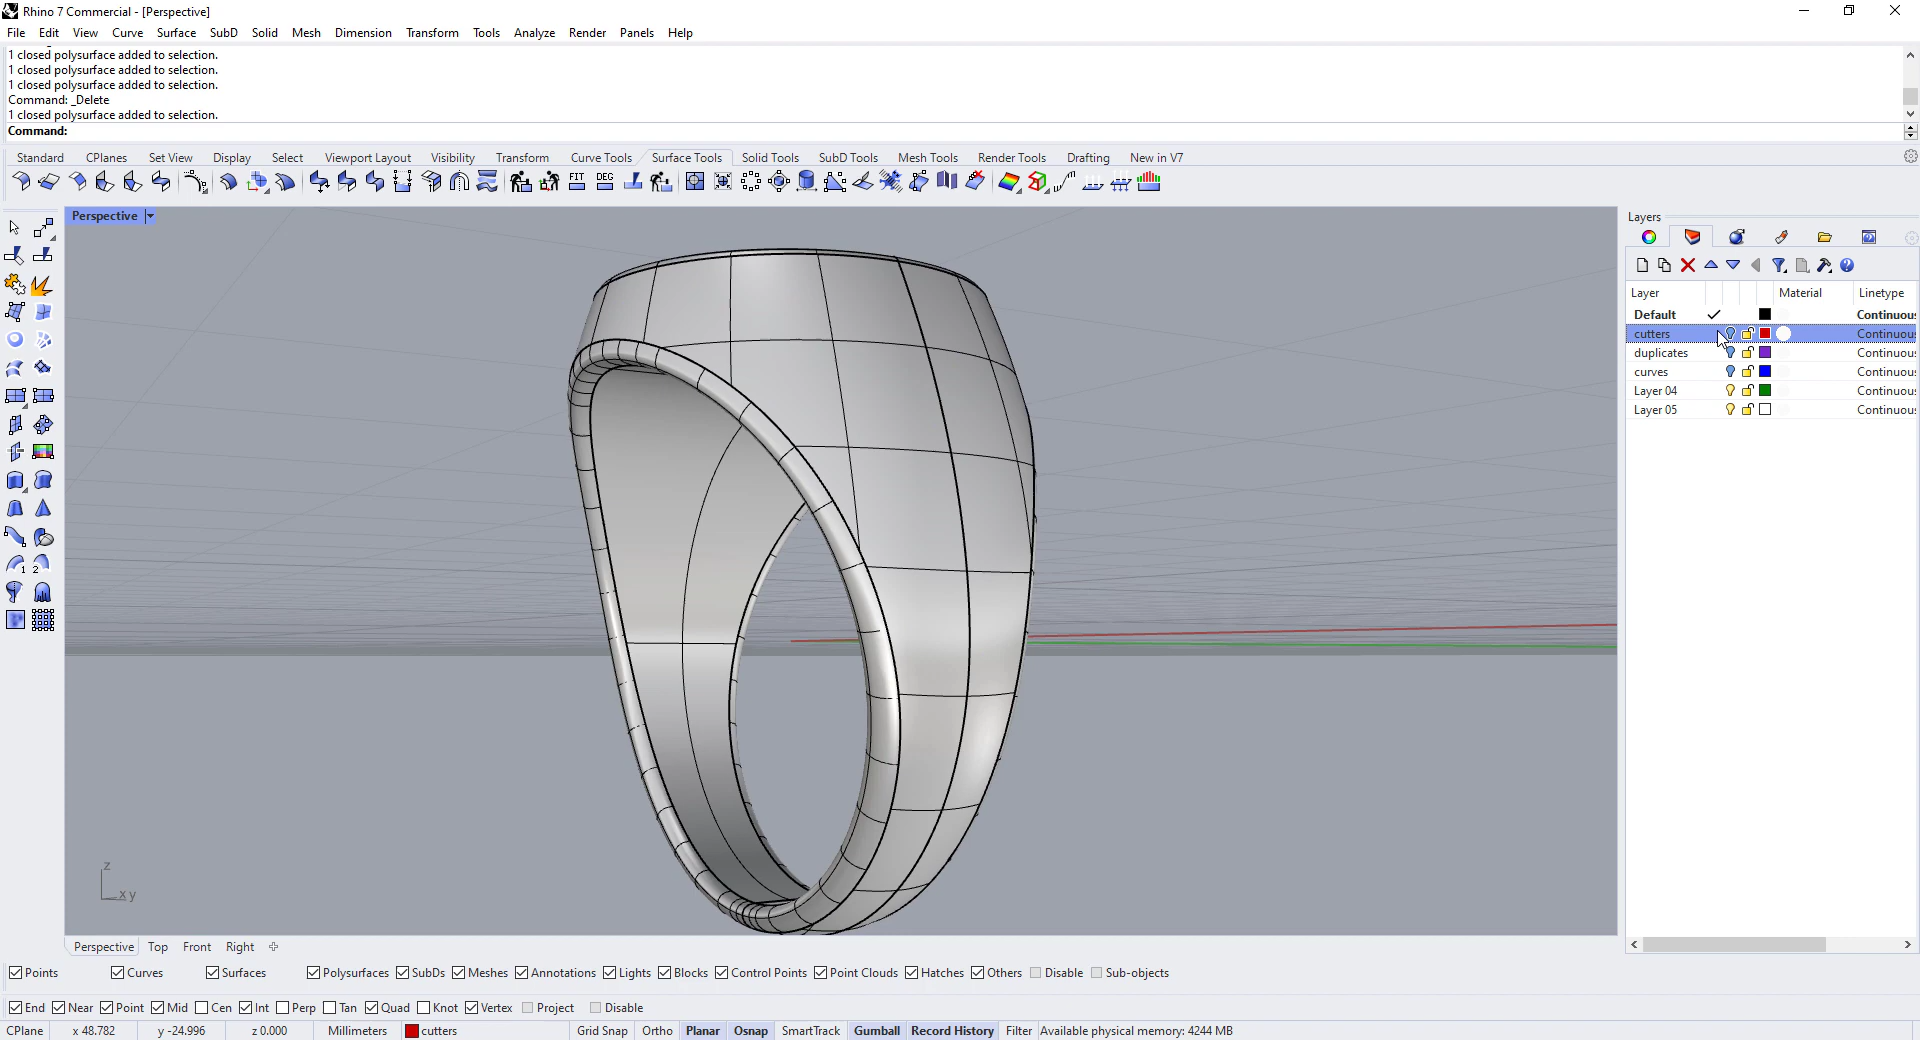 Rhino 7 Commercial - [Perspective]
File Edit View Curve Surface SubD Solid Mesh Dimension Transform Tools Analyze Render Panels Help
1 closed polysurface added to selection.
1 closed polysurface added to selection.
1 closed polysurface added to selection.
Command: _Delete
1 closed polysurface added to selection.
Command:
Standard CPlanes Set View Display Select Viewport Layout Visibility Transform Curve Tools Surface Tools Solid Tools SubD Tools Mesh Tools Render Tools Drafting New in V7
FIT DEG
Perspective
Layers
Layer Material Linetype
Default Continuous
cutters Continuous
duplicates Continuous
curves Continuous
Layer 04 Continuous
Layer 05 Continuous
1 2
z
x y
Perspective Top Front Right
Points Curves Surfaces Polysurfaces SubDs Meshes Annotations Lights Blocks Control Points Point Clouds Hatches Others Disable Sub-objects
End Near Point Mid Cen Int Perp Tan Quad Knot Vertex Project Disable
CPlane x 48.782 y -24.996 z 0.000 Millimeters cutters Grid Snap Ortho Planar Osnap SmartTrack Gumball Record History Filter Available physical memory: 4244 MB